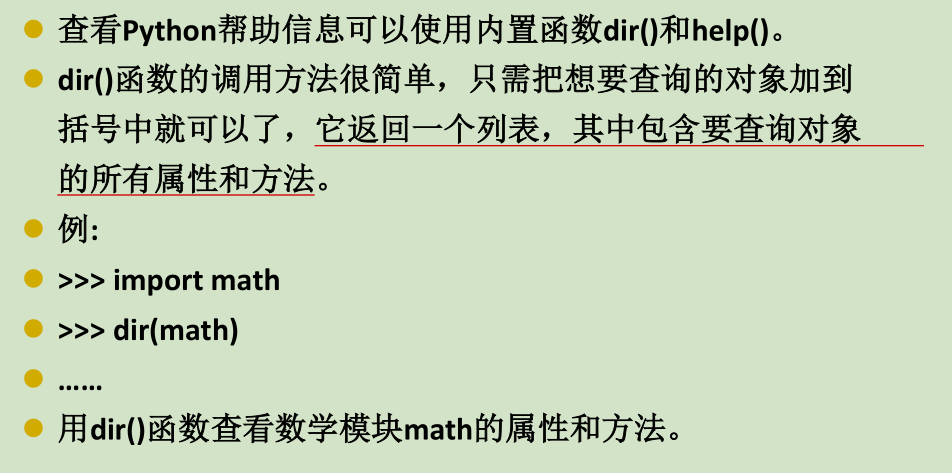 查看Python帮助信息可以使用内置函数dir()和help()。
dir()函数的调用方法很简单，只需把想要查询的对象加到
括号中就可以了，它返回一个列表，其中包含要查询对象
的所有属性和方法。
例:
>>> import math
>>> dir(math)
......
用dir()函数查看数学模块math的属性和方法。